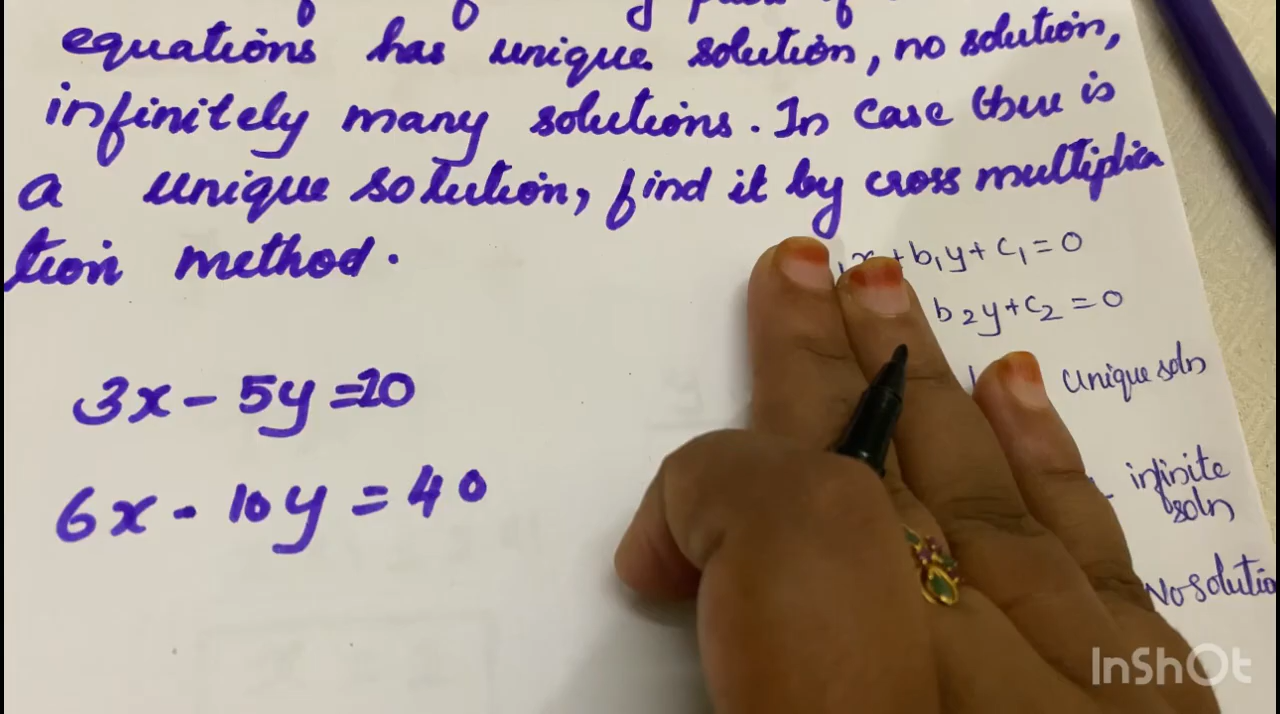 equations has unique solution, no solution,
infinitely many solutions. In case there is
a unique solution, find it by cross multiplica
tion method.
x + b₁y + c₁ = 0
b₂y + c₂ = 0
Unique soln
infinite
soln
No solutio
3x - 5y = 20
6x - 10y = 40
InShOt